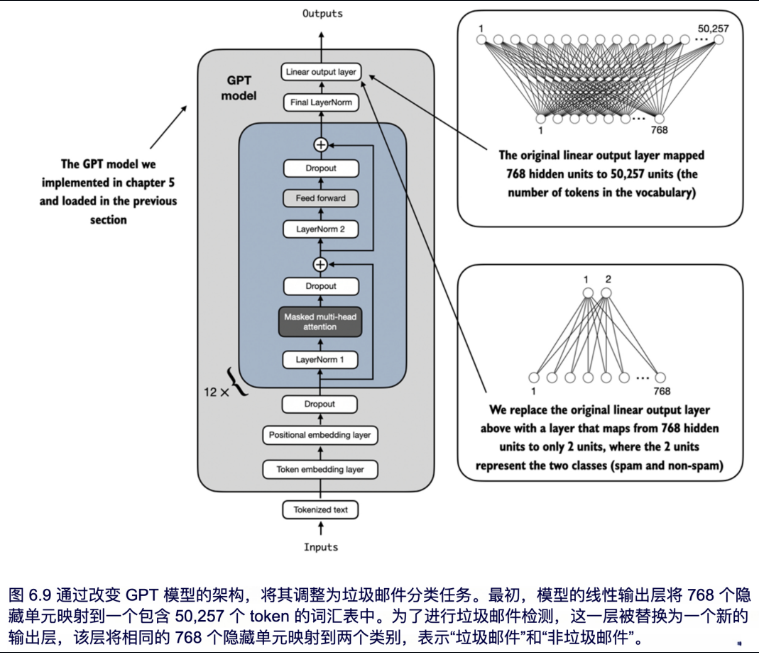 Outputs
Linear output layer
GPT
model
Final LayerNorm
+
Dropout
Feed forward
LayerNorm 2
+
Dropout
Masked multi-head
attention
LayerNorm 1
12 ×
Dropout
Positional embedding layer
Token embedding layer
Tokenized text
Inputs
The GPT model we
implemented in chapter 5
and loaded in the previous
section
1
50,257
...
1
768
...
The original linear output layer mapped
768 hidden units to 50,257 units (the
number of tokens in the vocabulary)
1 2
1
768
...
We replace the original linear output layer
above with a layer that maps from 768 hidden
units to only 2 units, where the 2 units
represent the two classes (spam and non-spam)
图 6.9 通过改变 GPT 模型的架构，将其调整为垃圾邮件分类任务。最初，模型的线性输出层将 768 个隐
藏单元映射到一个包含 50,257 个 token 的词汇表中。为了进行垃圾邮件检测，这一层被替换为一个新的
输出层，该层将相同的 768 个隐藏单元映射到两个类别，表示“垃圾邮件”和“非垃圾邮件”。